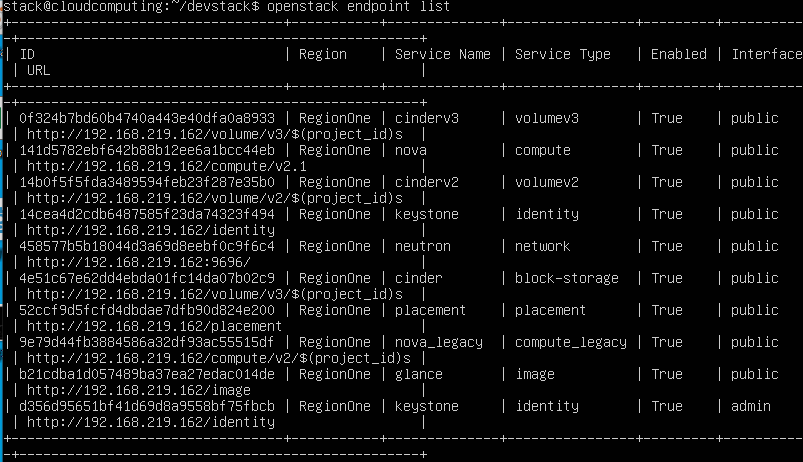 stack@cloudcomputing:~/devstack$ openstack endpoint list
+----------------------------------+-----------+--------------+----------------+---------+-----------
-+--------------------------------------------------+
| ID                               | Region    | Service Name | Service Type   | Enabled | Interface
 | URL                                              |
+----------------------------------+-----------+--------------+----------------+---------+-----------
-+--------------------------------------------------+
| 0f324b7bd60b4740a443e40dfa0a8933 | RegionOne | cinderv3     | volumev3       | True    | public
 | http://192.168.219.162/volume/v3/$(project_id)s  |
| 141d5782ebf642b88b12ee6a1bcc44eb | RegionOne | nova         | compute        | True    | public
 | http://192.168.219.162/compute/v2.1              |
| 14b0f5f5fda3489594feb23f287e35b0 | RegionOne | cinderv2     | volumev2       | True    | public
 | http://192.168.219.162/volume/v2/$(project_id)s  |
| 14cea4d2cdb6487585f23da74323f494 | RegionOne | keystone     | identity       | True    | public
 | http://192.168.219.162/identity                  |
| 458577b5b18044d3a69d8eebf0c9f6c4 | RegionOne | neutron      | network        | True    | public
 | http://192.168.219.162:9696/                     |
| 4e51c67e62dd4ebda01fc14da07b02c9 | RegionOne | cinder       | block-storage  | True    | public
 | http://192.168.219.162/volume/v3/$(project_id)s  |
| 52ccf9d5fcfd4dbdae7dfb90d824e200 | RegionOne | placement    | placement      | True    | public
 | http://192.168.219.162/placement                 |
| 9e79d44fb3884586a32df93ac55515df | RegionOne | nova_legacy  | compute_legacy | True    | public
 | http://192.168.219.162/compute/v2/$(project_id)s |
| b21cdba1d057489ba37ea27edac014de | RegionOne | glance       | image          | True    | public
 | http://192.168.219.162/image                     |
| d356d95651bf41d69d8a9558bf75fbcb | RegionOne | keystone     | identity       | True    | admin
 | http://192.168.219.162/identity                  |
+----------------------------------+-----------+--------------+----------------+---------+-----------
-+--------------------------------------------------+